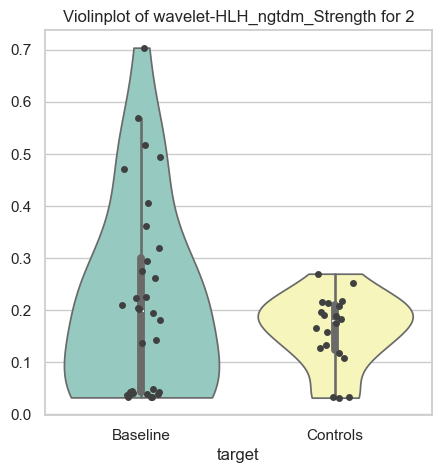 Violinplot of wavelet-HLH_ngtdm_Strength for 2
0.7
0.6
0.5
0.4
0.3
0.2
0.1
0.0
Baseline Controls
target